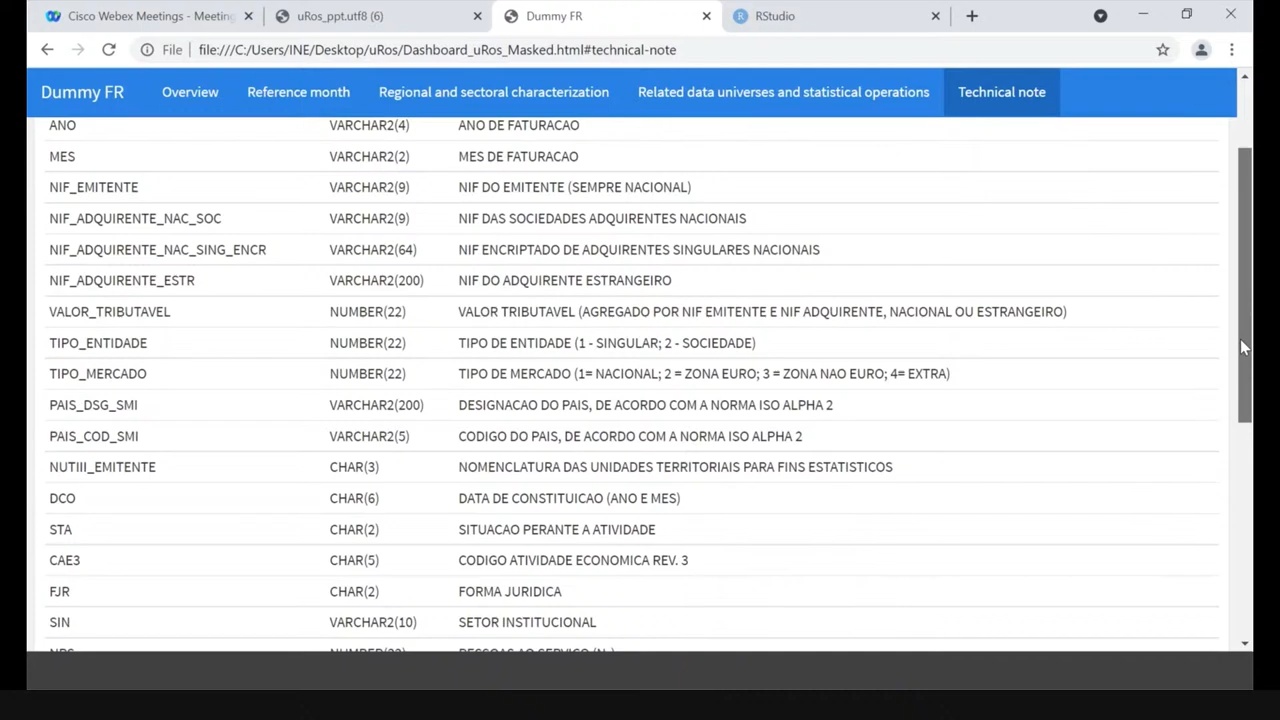 Cisco Webex Meetings - Meeting
uRos_ppt.utf8 (6)
Dummy FR
RStudio
File
file:///C:/Users/INE/Desktop/uRos/Dashboard_uRos_Masked.html#technical-note
Dummy FR Overview Reference month Regional and sectoral characterization Related data universes and statistical operations Technical note
ANO VARCHAR2(4) ANO DE FATURACAO
MES VARCHAR2(2) MES DE FATURACAO
NIF_EMITENTE VARCHAR2(9) NIF DO EMITENTE (SEMPRE NACIONAL)
NIF_ADQUIRENTE_NAC_SOC VARCHAR2(9) NIF DAS SOCIEDADES ADQUIRENTES NACIONAIS
NIF_ADQUIRENTE_NAC_SING_ENCR VARCHAR2(64) NIF ENCRIPTADO DE ADQUIRENTES SINGULARES NACIONAIS
NIF_ADQUIRENTE_ESTR VARCHAR2(200) NIF DO ADQUIRENTE ESTRANGEIRO
VALOR_TRIBUTAVEL NUMBER(22) VALOR TRIBUTAVEL (AGREGADO POR NIF EMITENTE E NIF ADQUIRENTE, NACIONAL OU ESTRANGEIRO)
TIPO_ENTIDADE NUMBER(22) TIPO DE ENTIDADE (1 - SINGULAR; 2 - SOCIEDADE)
TIPO_MERCADO NUMBER(22) TIPO DE MERCADO (1= NACIONAL; 2 = ZONA EURO; 3 = ZONA NAO EURO; 4= EXTRA)
PAIS_DSG_SMI VARCHAR2(200) DESIGNACAO DO PAIS, DE ACORDO COM A NORMA ISO ALPHA 2
PAIS_COD_SMI VARCHAR2(5) CODIGO DO PAIS, DE ACORDO COM A NORMA ISO ALPHA 2
NUTIII_EMITENTE CHAR(3) NOMENCLATURA DAS UNIDADES TERRITORIAIS PARA FINS ESTATISTICOS
DCO CHAR(6) DATA DE CONSTITUICAO (ANO E MES)
STA CHAR(2) SITUACAO PERANTE A ATIVIDADE
CAE3 CHAR(5) CODIGO ATIVIDADE ECONOMICA REV. 3
FJR CHAR(2) FORMA JURIDICA
SIN VARCHAR2(10) SETOR INSTITUCIONAL